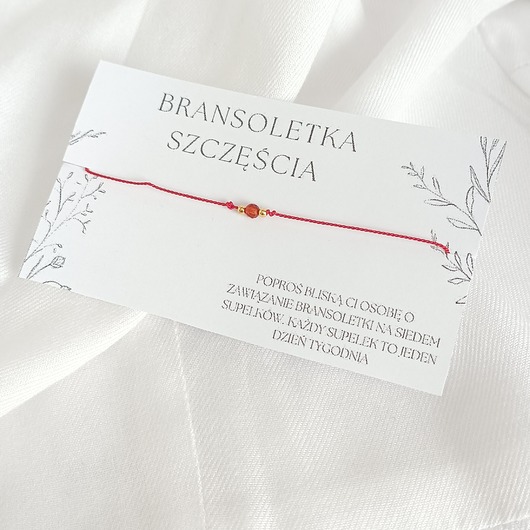 BRANSOLETKA
SZCZĘŚCIA
POPROŚ BLISKĄ CI OSOBĘ O
ZAWIĄZANIE BRANSOLETKI NA SIEDEM
SUPEŁKÓW. KAŻDY SUPEŁEK TO JEDEN
DZIEŃ TYGODNIA